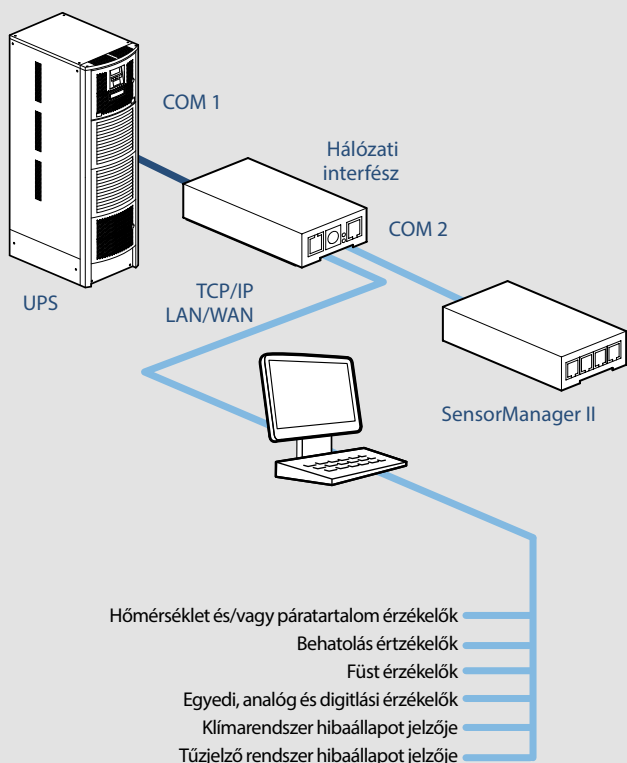 COM 1
Hálózati
interfész
COM 2
UPS
TCP/IP
LAN/WAN
SensorManager II
Hőmérséklet és/vagy páratartalom érzékelők
Behatolás értzékelők
Füst érzékelők
Egyedi, analóg és digitlási érzékelők
Klímarendszer hibaállapot jelzője
Tűzjelző rendszer hibaállapot jelzője